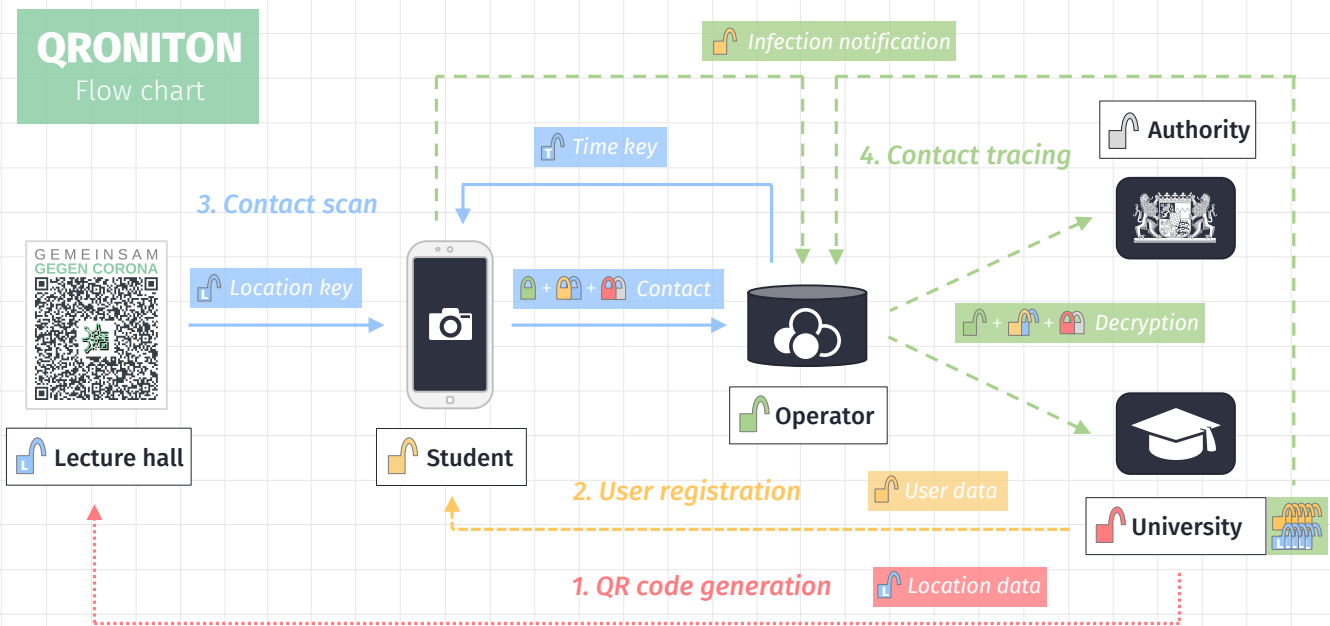 QRONITON
Flow chart
Infection notification
Authority
T Time key
4. Contact tracing
3. Contact scan
GEMEINSAM
GEGEN CORONA
L Location key
+ + Contact
+ + Decryption
Operator
L Lecture hall
Student
2. User registration
User data
University
LLLLL
1. QR code generation
L Location data